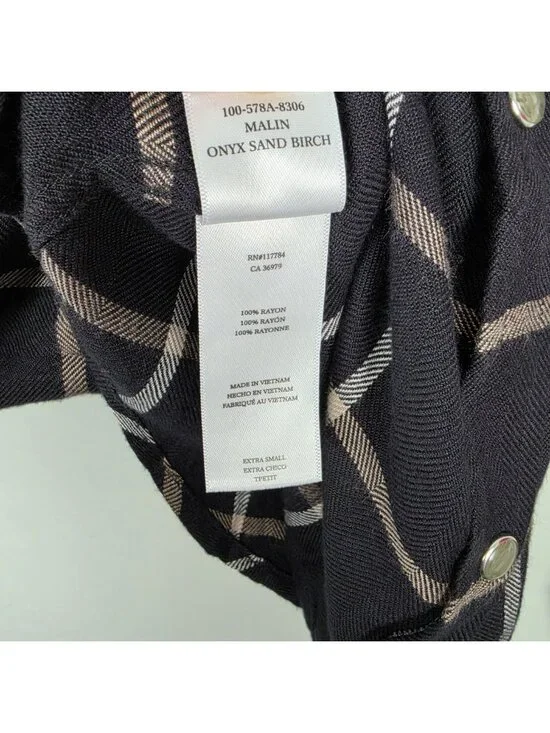 100-578A-8306
MALIN
ONYX SAND BIRCH
RN#117784
CA 36979
100% RAYON
100% RAYÓN
100% RAYONNE
MADE IN VIETNAM
HECHO EN VIETNAM
FABRIQUÉ AU VIETNAM
EXTRA SMALL
EXTRA CHICO
TPETIT